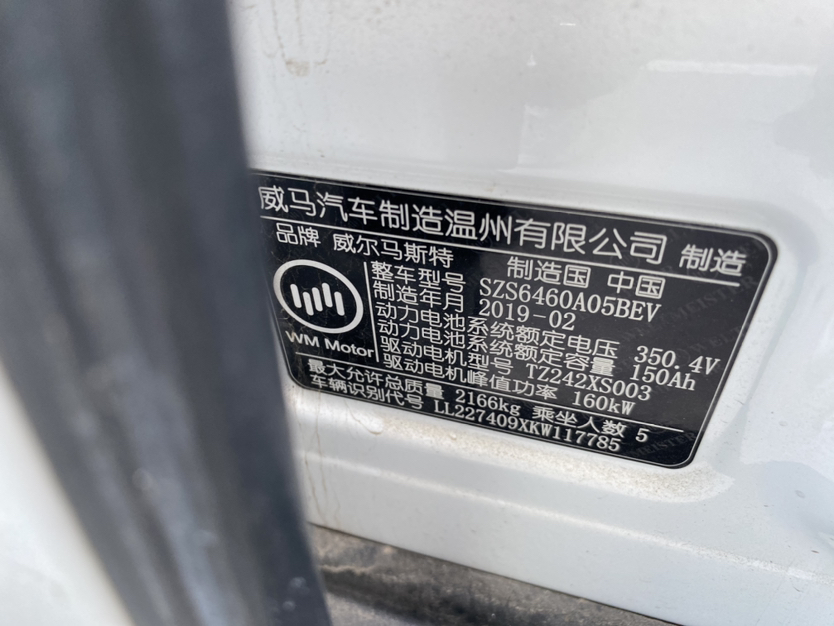 威马汽车制造温州有限公司 制造
品牌 威尔马斯特 制造国 中国
整车型号 SZS6460A05BEV
制造年月 2019-02
动力电池系统额定电压 350.4V
动力电池系统额定容量 150Ah
驱动电机型号 TZ242XS003
驱动电机峰值功率 160kW
WM Motor
最大允许总质量 2166kg 乘坐人数 5
车辆识别代号 LL227409XKW117785